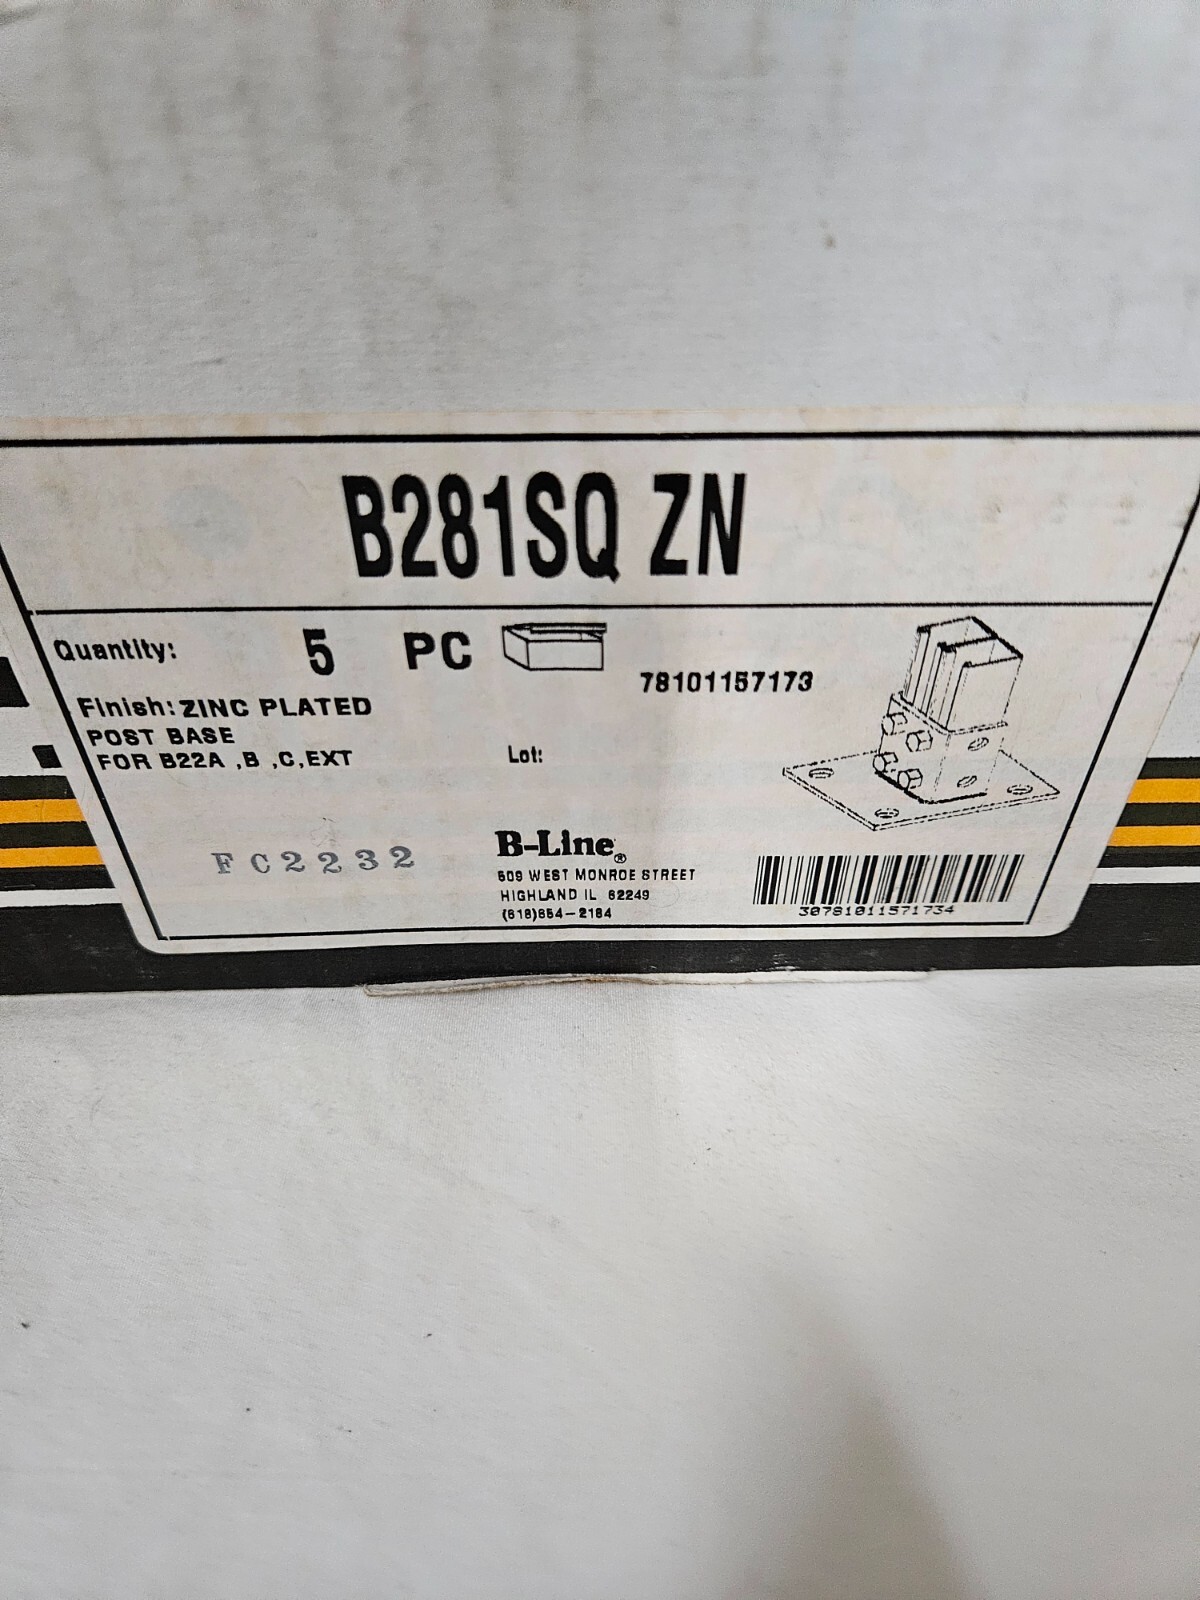 B281SQ ZN
Quantity: 5 PC
78101157173
Finish: ZINC PLATED
POST BASE
FOR B22A ,B ,C,EXT
Lot:
FC2232
B-Line®
509 WEST MONROE STREET
HIGHLAND IL 62249
(618)654-2184
30781011571734